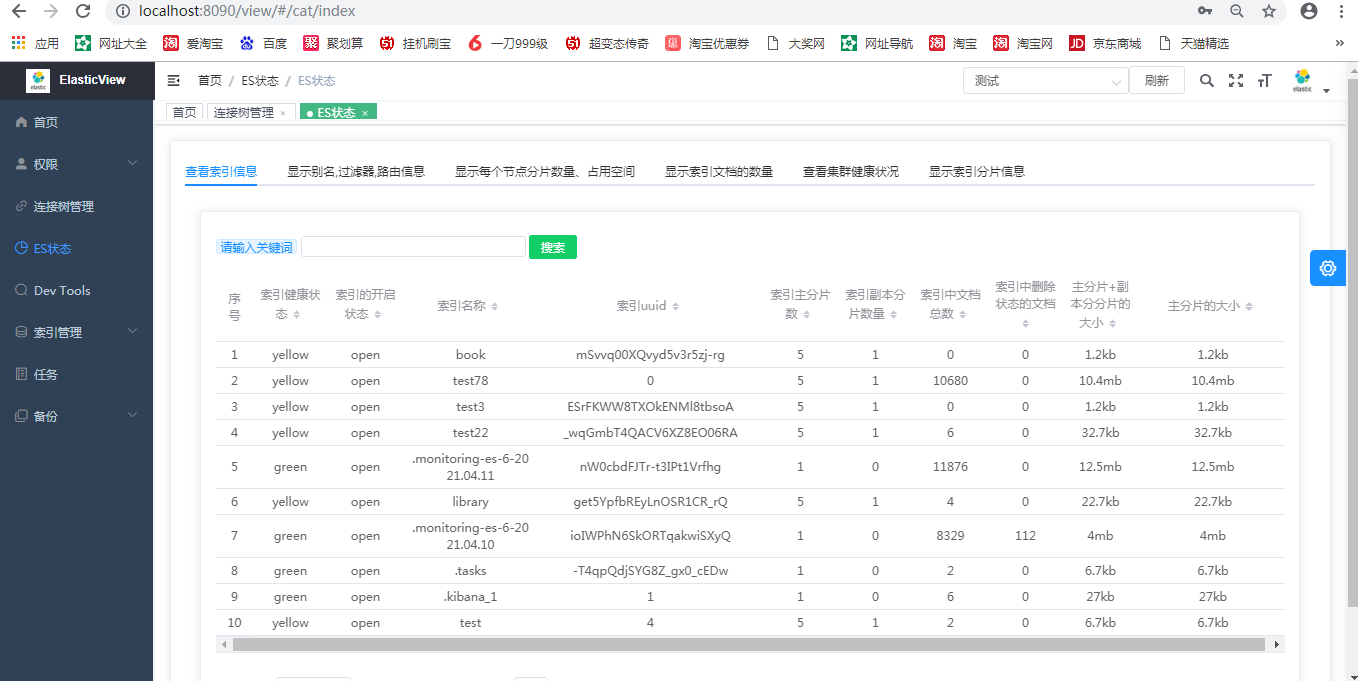 localhost:8090/view/#/cat/index
应用 网址大全 爱淘宝 百度 聚划算 挂机刷宝 一刀999级 超变态传奇 淘宝优惠券 大奖网 网址导航 淘宝 淘宝网 京东商城 天猫精选 »
elastic ElasticView
首页 / ES状态 / ES状态 测试 刷新 elastic
首页 连接树管理 × ES状态 ×
首页
权限
连接树管理
ES状态
Dev Tools
索引管理
任务
备份
查看索引信息 显示别名,过滤器,路由信息 显示每个节点分片数量、占用空间 显示索引文档的数量 查看集群健康状况 显示索引分片信息
请输入关键词 搜索
序号 索引健康状态 索引的开启状态 索引名称 索引uuid 索引主分片数 索引副本分片数量 索引中文档总数 索引中删除状态的文档 主分片+副本分分片的大小 主分片的大小
1 yellow open book mSvvq00XQvyd5v3r5zj-rg 5 1 0 0 1.2kb 1.2kb
2 yellow open test78 0 5 1 10680 0 10.4mb 10.4mb
3 yellow open test3 ESrFKWW8TXOkENMl8tbsoA 5 1 0 0 1.2kb 1.2kb
4 yellow open test22 _wqGmbT4QACV6XZ8EO06RA 5 1 6 0 32.7kb 32.7kb
5 green open .monitoring-es-6-2021.04.11 nW0cbdFJTr-t3IPt1Vrfhg 1 0 11876 0 12.5mb 12.5mb
6 yellow open library get5YpfbREyLnOSR1CR_rQ 5 1 4 0 22.7kb 22.7kb
7 green open .monitoring-es-6-2021.04.10 ioIWPhN6SkORTqakwiSXyQ 1 0 8329 112 4mb 4mb
8 green open .tasks -T4qpQdjSYG8Z_gx0_cEDw 1 0 2 0 6.7kb 6.7kb
9 green open .kibana_1 1 1 0 6 0 27kb 27kb
10 yellow open test 4 5 1 2 0 6.7kb 6.7kb